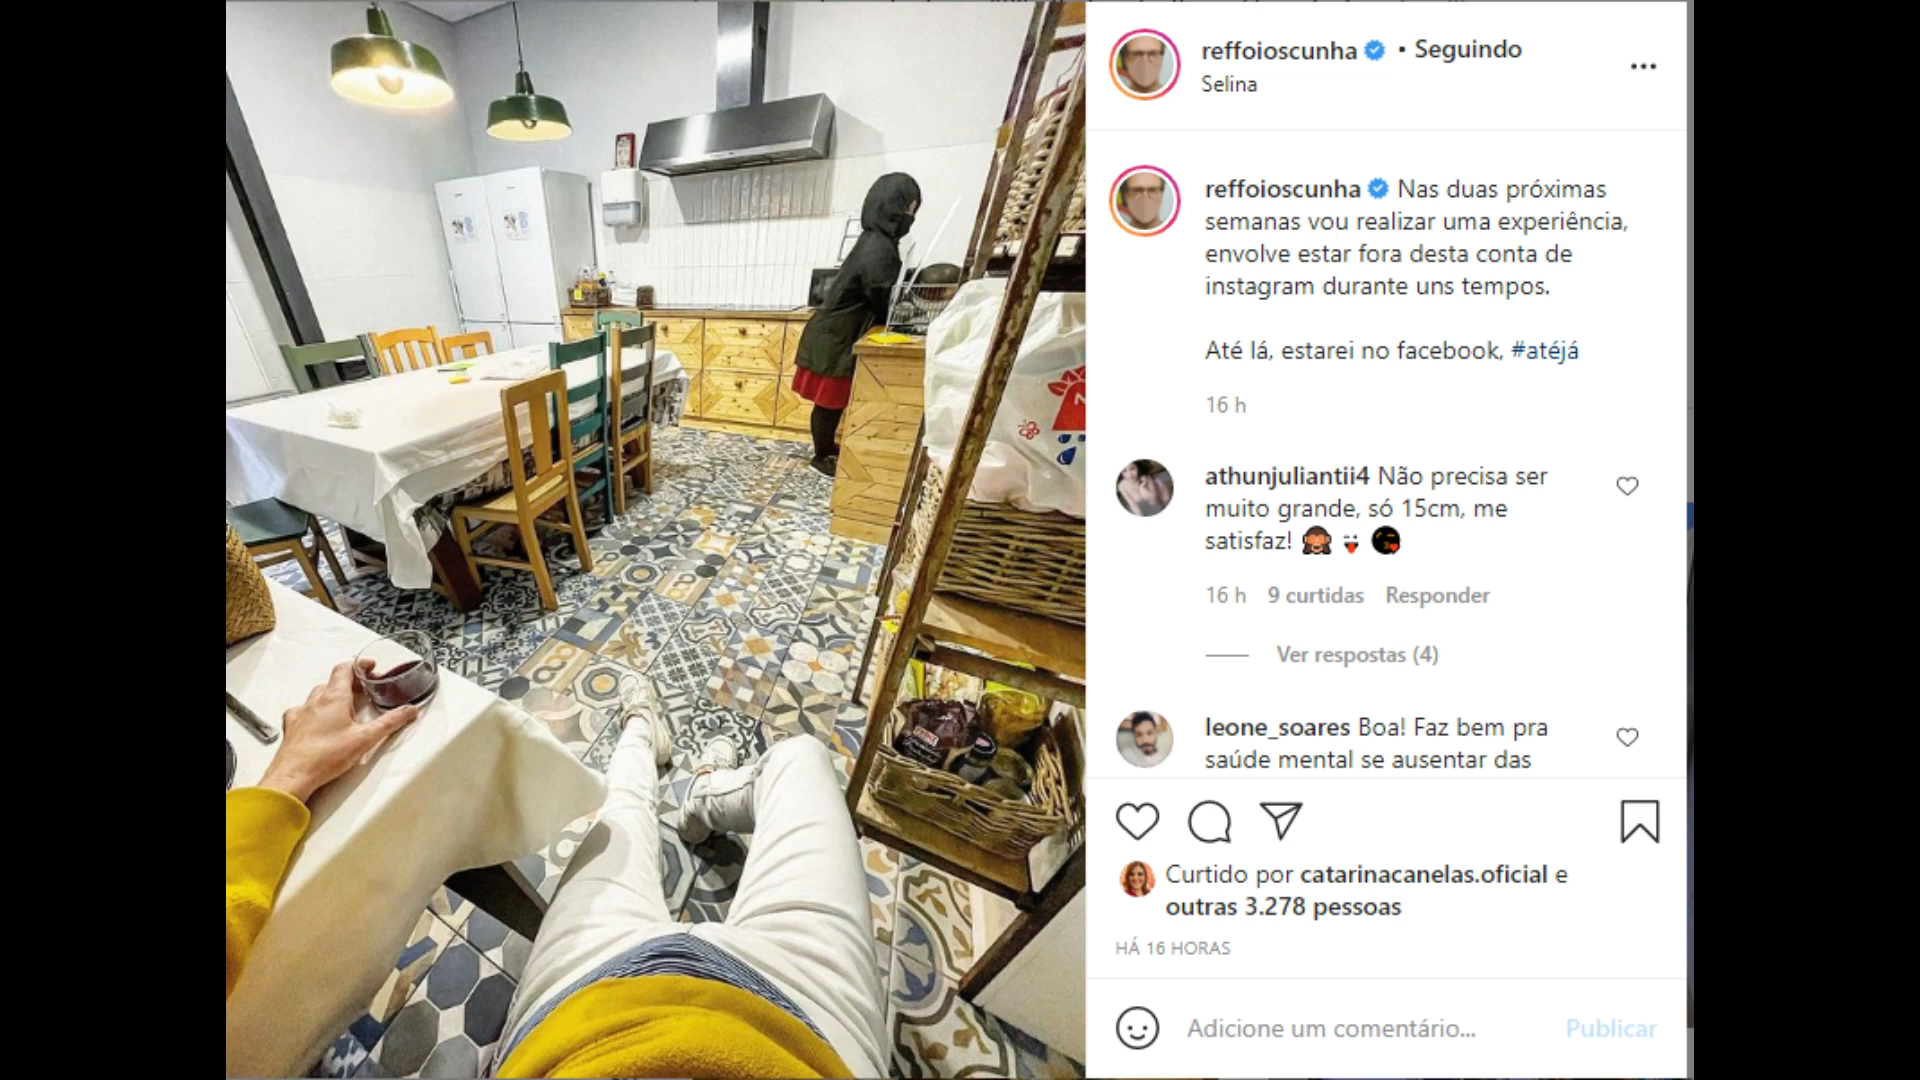 reffoioscunha • Seguindo
Selina
reffoioscunha Nas duas próximas
semanas vou realizar uma experiência,
envolve estar fora desta conta de
instagram durante uns tempos.
Até lá, estarei no facebook, #atéjá
16 h
athunjuliantii4 Não precisa ser
muito grande, só 15cm, me
satisfaz! 🙈
16 h 9 curtidas Responder
Ver respostas (4)
leone_soares Boa! Faz bem pra
saúde mental se ausentar das
Curtido por catarinacanelas.oficial e
outras 3.278 pessoas
HÁ 16 HORAS
Adicione um comentário... Publicar